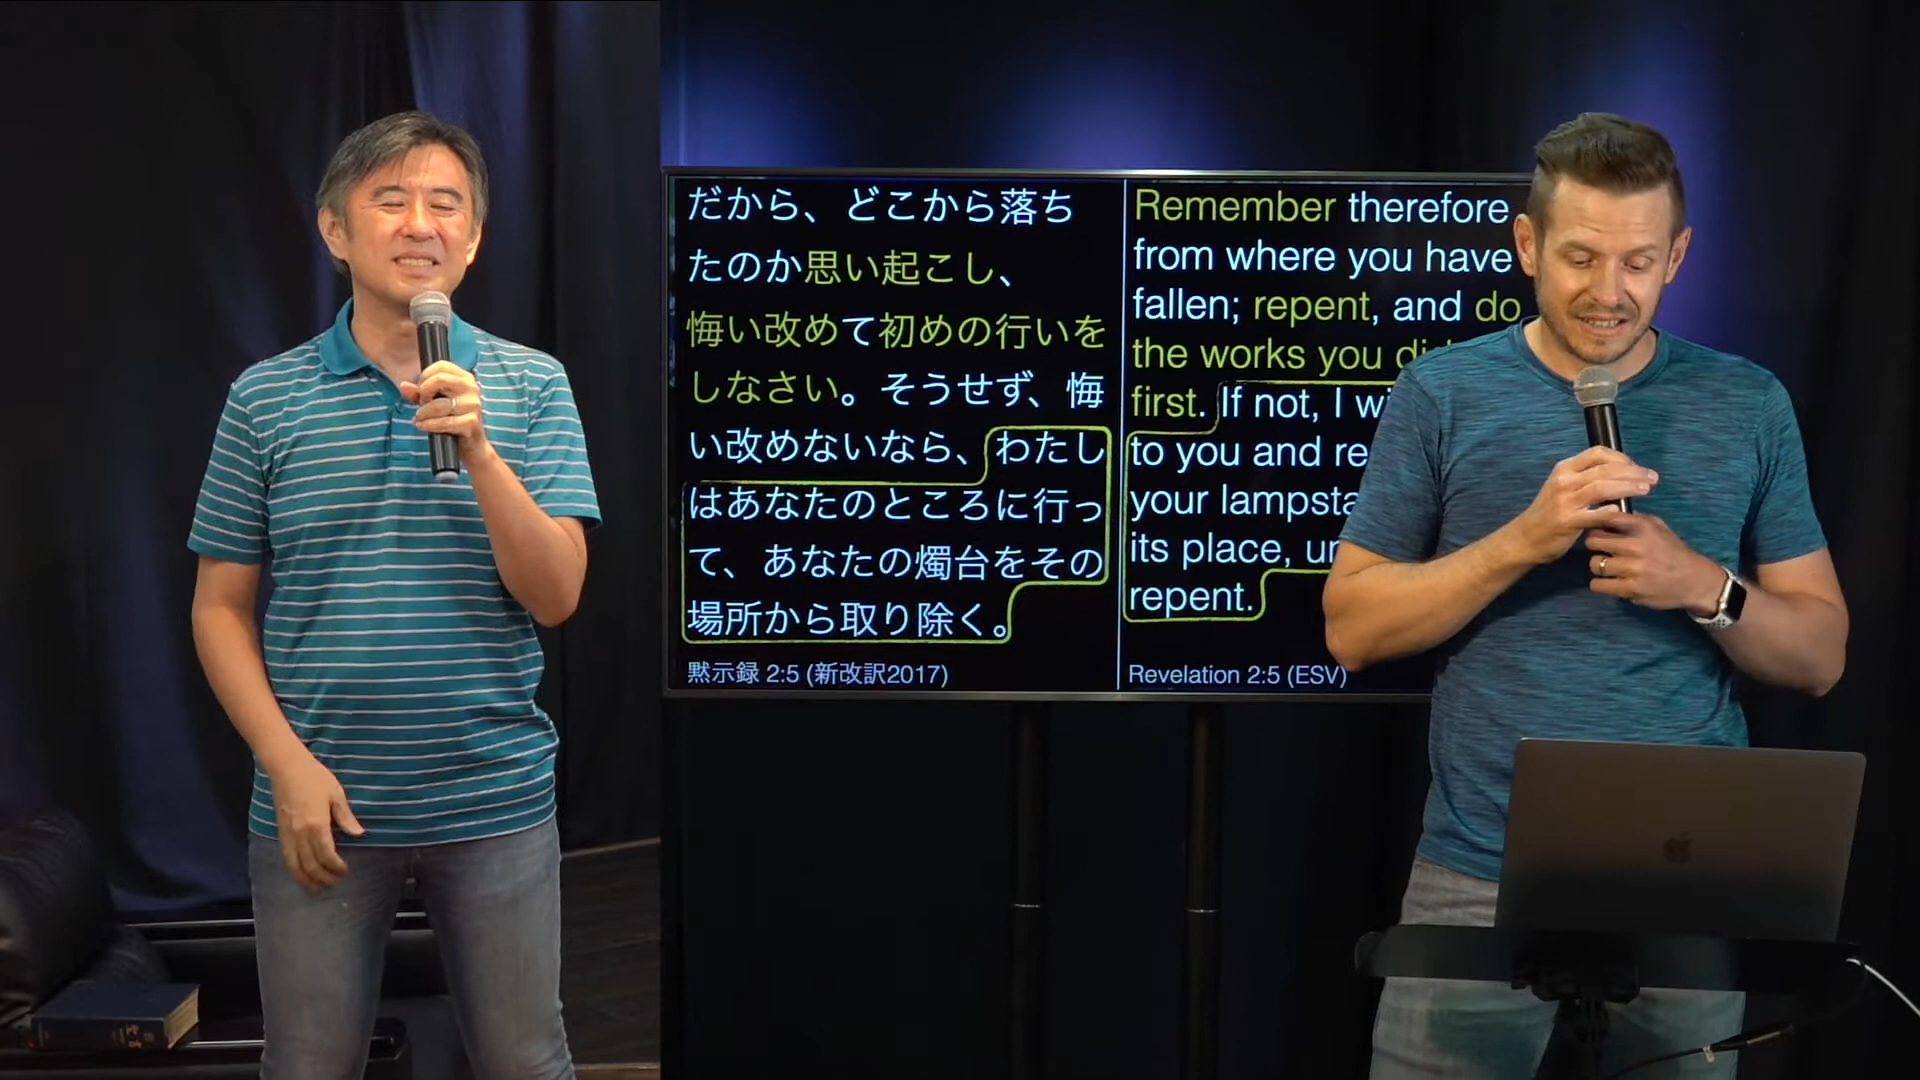 だから、どこから落ち
たのか思い起こし、
悔い改めて初めの行いを
しなさい。そうせず、悔
い改めないなら、わたし
はあなたのところに行っ
て、あなたの燭台をその
場所から取り除く。
黙示録 2:5 (新改訳2017)
Remember therefore
from where you have
fallen; repent, and do
the works you
first. If not, I
to you and
your
its place,
repent.
Revelation 2:5 (ESV)